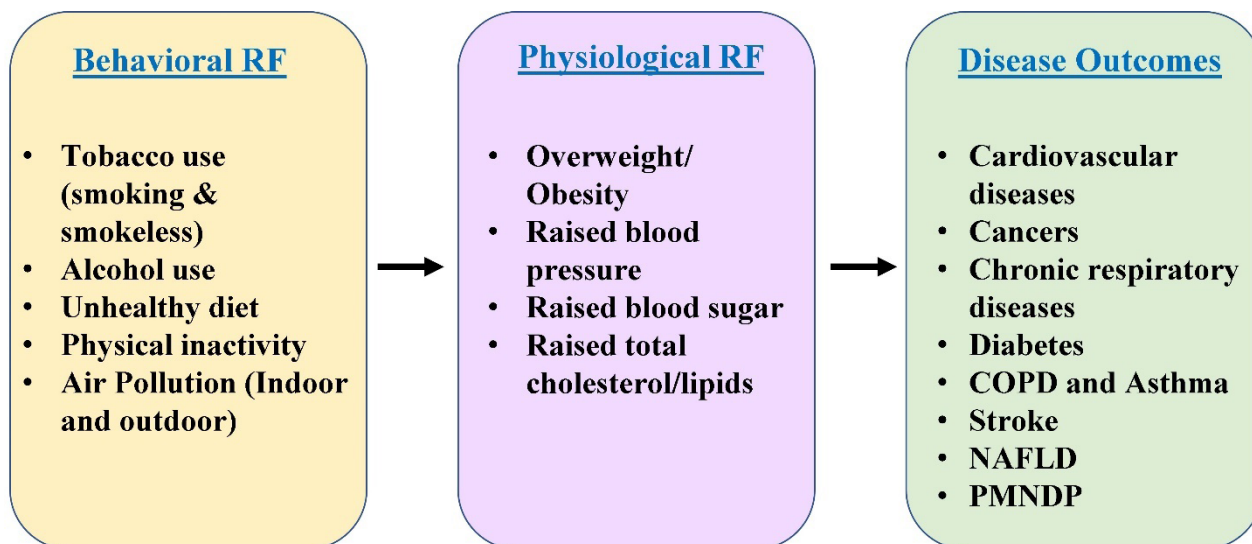 Behavioral RF
• Tobacco use
(smoking &
smokeless)
• Alcohol use
• Unhealthy diet
• Physical inactivity
• Air Pollution (Indoor
and outdoor)
Physiological RF
• Overweight/
Obesity
• Raised blood
pressure
• Raised blood sugar
• Raised total
cholesterol/lipids
Disease Outcomes
• Cardiovascular
diseases
• Cancers
• Chronic respiratory
diseases
• Diabetes
• COPD and Asthma
• Stroke
• NAFLD
• PMNDP